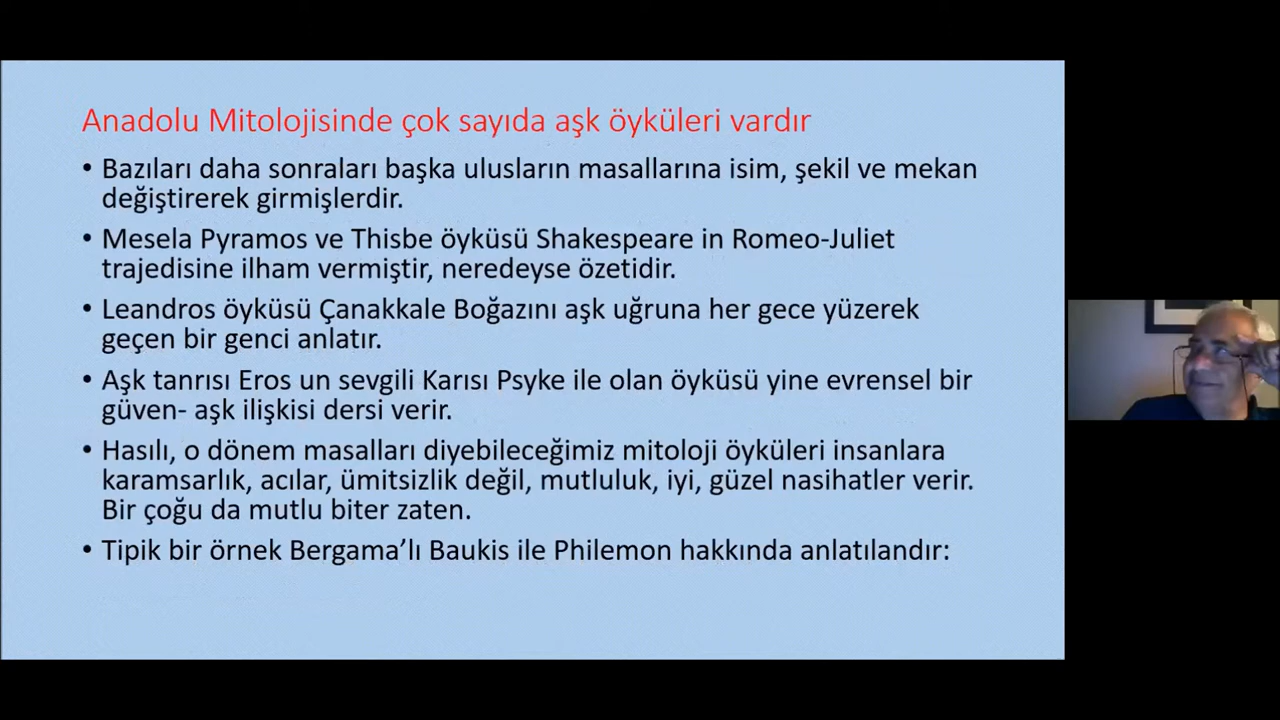 Anadolu Mitolojisinde çok sayıda aşk öyküleri vardır
• Bazıları daha sonraları başka ulusların masallarına isim, şekil ve mekan
değiştirerek girmişlerdir.
• Mesela Pyramos ve Thisbe öyküsü Shakespeare in Romeo-Juliet
trajedisine ilham vermiştir, neredeyse özetidir.
• Leandros öyküsü Çanakkale Boğazını aşk uğruna her gece yüzerek
geçen bir genci anlatır.
• Aşk tanrısı Eros un sevgili Karısı Psyke ile olan öyküsü yine evrensel bir
güven- aşk ilişkisi dersi verir.
• Hasılı, o dönem masalları diyebileceğimiz mitoloji öyküleri insanlara
karamsarlık, acılar, ümitsizlik değil, mutluluk, iyi, güzel nasihatler verir.
Bir çoğu da mutlu biter zaten.
• Tipik bir örnek Bergama’lı Baukis ile Philemon hakkında anlatılandır: